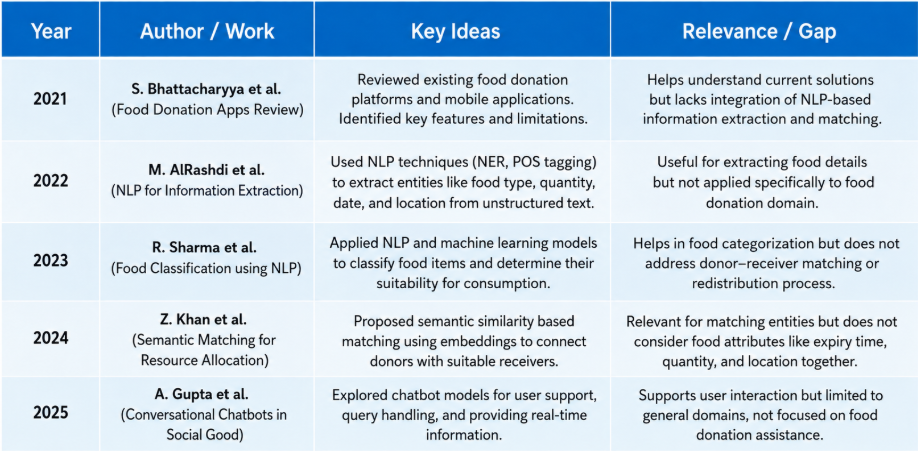 Year Author / Work Key Ideas Relevance / Gap
2021
S. Bhattacharyya et al.
(Food Donation Apps Review)
Reviewed existing food donation
platforms and mobile applications.
Identified key features and limitations.
Helps understand current solutions
but lacks integration of NLP-based
information extraction and matching.
2022
M. AlRashdi et al.
(NLP for Information Extraction)
Used NLP techniques (NER, POS tagging)
to extract entities like food type, quantity,
date, and location from unstructured text.
Useful for extracting food details
but not applied specifically to food
donation domain.
2023
R. Sharma et al.
(Food Classification using NLP)
Applied NLP and machine learning models
to classify food items and determine their
suitability for consumption.
Helps in food categorization but does not
address donor–receiver matching or
redistribution process.
2024
Z. Khan et al.
(Semantic Matching for
Resource Allocation)
Proposed semantic similarity based
matching using embeddings to connect
donors with suitable receivers.
Relevant for matching entities but does not
consider food attributes like expiry time,
quantity, and location together.
2025
A. Gupta et al.
(Conversational Chatbots in
Social Good)
Explored chatbot models for user support,
query handling, and providing real-time
information.
Supports user interaction but limited to
general domains, not focused on food
donation assistance.